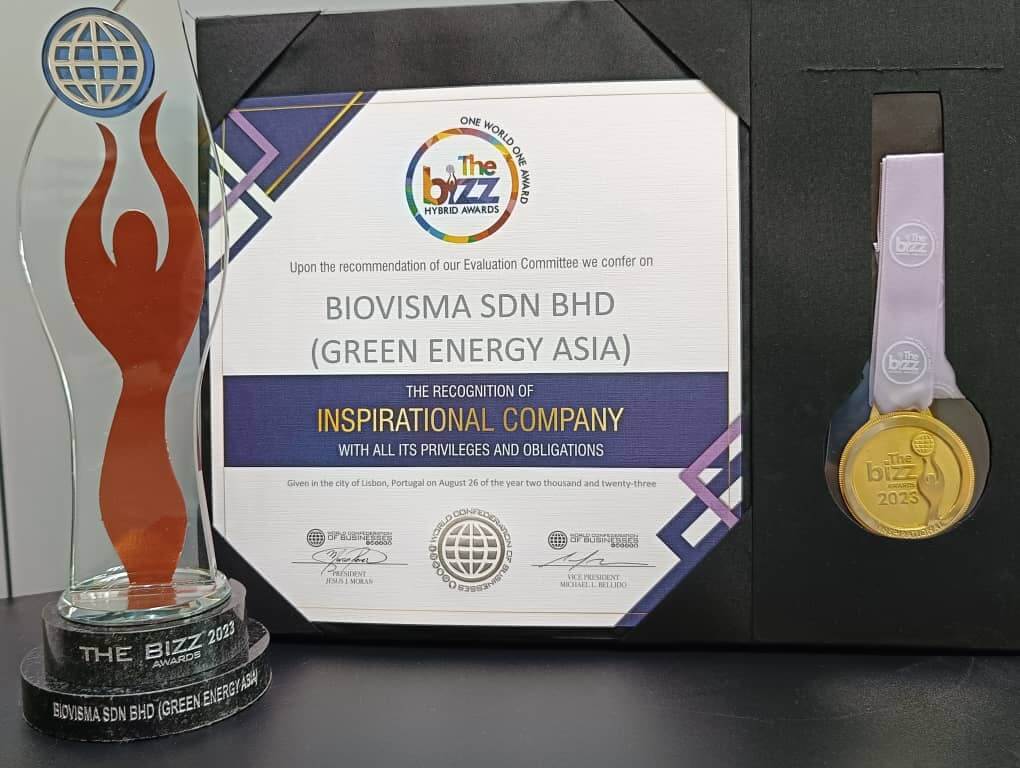 ONE WORLD ONE AWARD
The
bizz
HYBRID AWARDS
Upon the recommendation of our Evaluation Committee we confer on
BIOVISMA SDN BHD
(GREEN ENERGY ASIA)
THE RECOGNITION OF
INSPIRATIONAL COMPANY
WITH ALL ITS PRIVILEGES AND OBLIGATIONS
Given in the city of Lisbon, Portugal on August 26 of the year two thousand and twenty-three
WORLD CONFEDERATION
OF BUSINESSES
PRESIDENT
JESUS J. MORAN
WORLD CONFEDERATION OF BUSINESSES
WORLD CONFEDERATION
OF BUSINESSES
VICE PRESIDENT
MICHAEL L. BELLIDO
THE BIZZ 2023
AWARDS
BIOVISMA SDN BHD (GREEN ENERGY ASIA)
The
bizz
The
bizz
The
bizz
AWARDS
2023